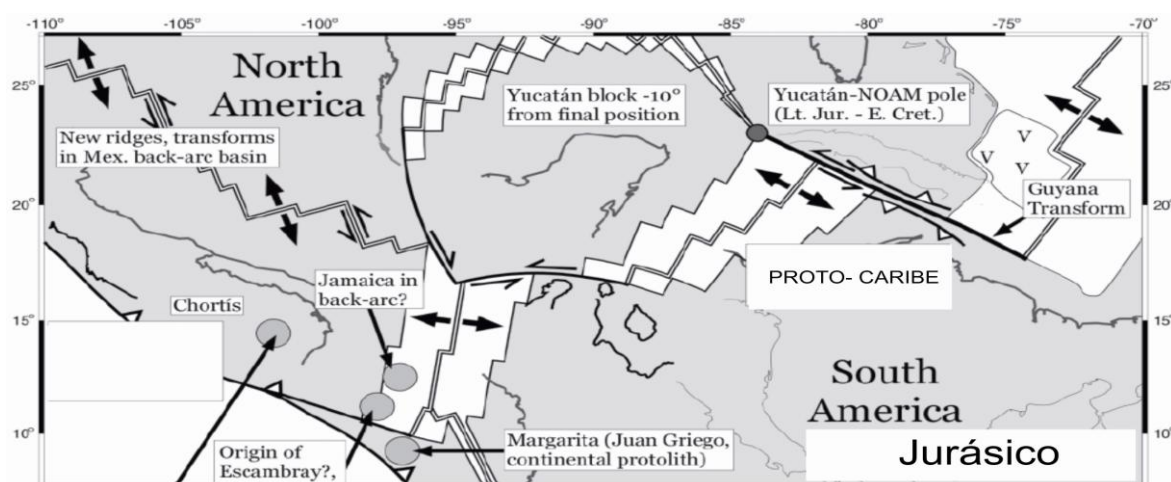 -110° -105° -100° -95° -90° -85° -80° -75° -70°
North
America
Yucatán block -10°
from final position
Yucatán-NOAM pole
(Lt. Jur. - E. Cret.)
25°
25°
New ridges, transforms
in Mex. back-arc basin
V
V
V
Guyana
Transform
20°
20°
Jamaica in
back-arc?
PROTO- CARIBE
Chortís
15°
15°
South
America
10°
10°
Origin of
Escambray?,
Margarita (Juan Griego,
continental protolith)
Jurásico